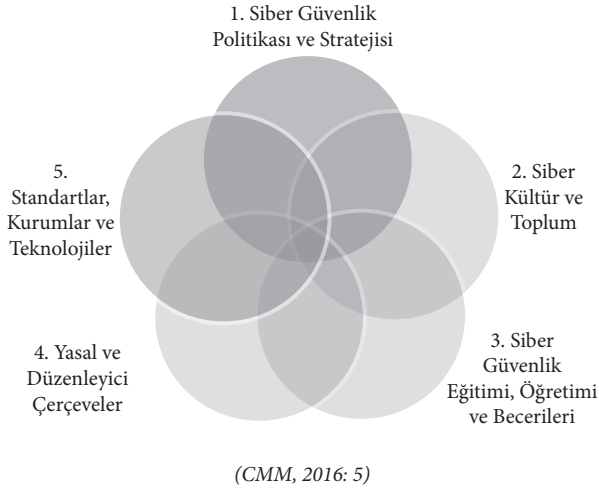 1. Siber Güvenlik
Politikası ve Stratejisi
2. Siber
Kültür ve
Toplum
3. Siber
Güvenlik
Eğitimi, Öğretimi
ve Becerileri
4. Yasal ve
Düzenleyici
Çerçeveler
5.
Standartlar,
Kurumlar ve
Teknolojiler
(CMM, 2016: 5)